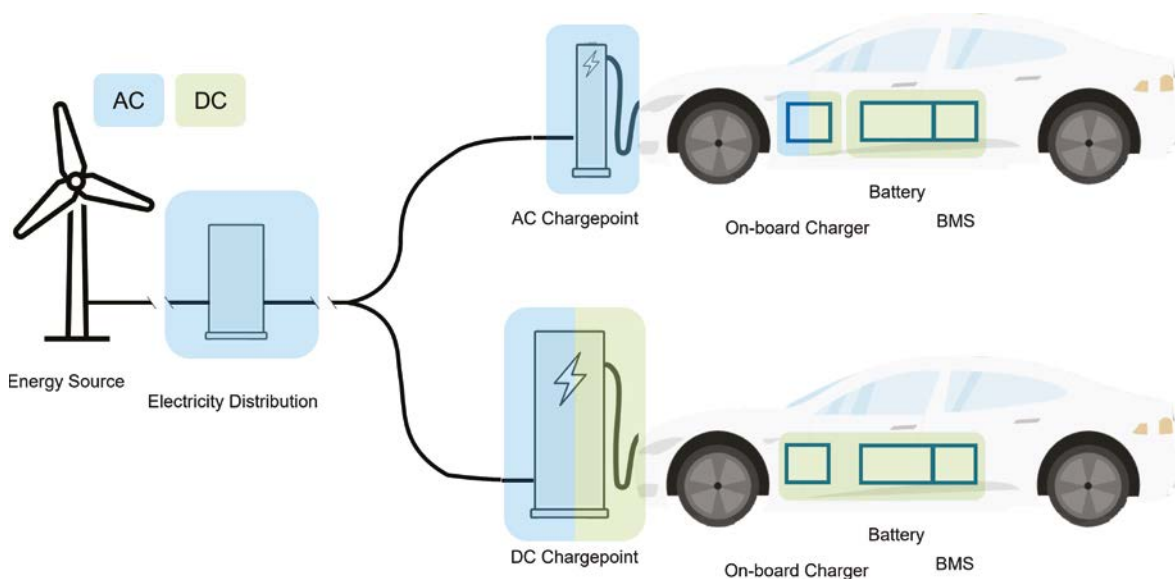 AC
DC
AC Chargepoint
Battery
On-board Charger
BMS
Energy Source
Electricity Distribution
DC Chargepoint
Battery
On-board Charger
BMS